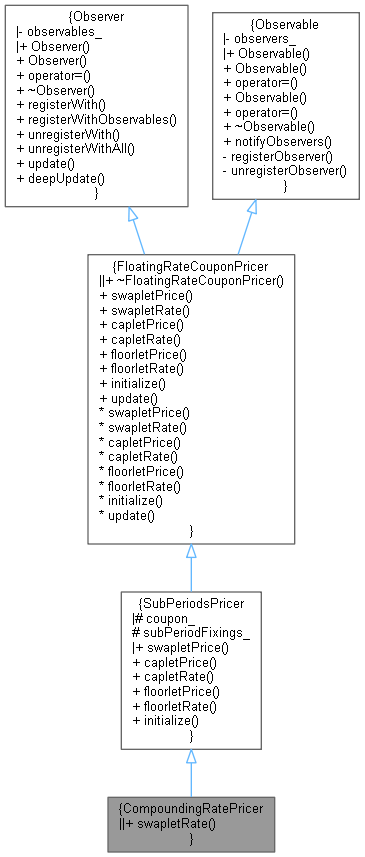 {Observer
|- observables_
|+ Observer()
+ Observer()
+ operator=()
+ ~Observer()
+ registerWith()
+ registerWithObservables()
+ unregisterWith()
+ unregisterWithAll()
+ update()
+ deepUpdate()
}
{Observable
|- observers_
|+ Observable()
+ Observable()
+ operator=()
+ Observable()
+ operator=()
+ ~Observable()
+ notifyObservers()
- registerObserver()
- unregisterObserver()
}
{FloatingRateCouponPricer
||+ ~FloatingRateCouponPricer()
+ swapletPrice()
+ swapletRate()
+ capletPrice()
+ capletRate()
+ floorletPrice()
+ floorletRate()
+ initialize()
+ update()
* swapletPrice()
* swapletRate()
* capletPrice()
* capletRate()
* floorletPrice()
* floorletRate()
* initialize()
* update()
}
{SubPeriodsPricer
|# coupon_
# subPeriodFixings_
|+ swapletPrice()
+ capletPrice()
+ capletRate()
+ floorletPrice()
+ floorletRate()
+ initialize()
}
{CompoundingRatePricer
||+ swapletRate()
}